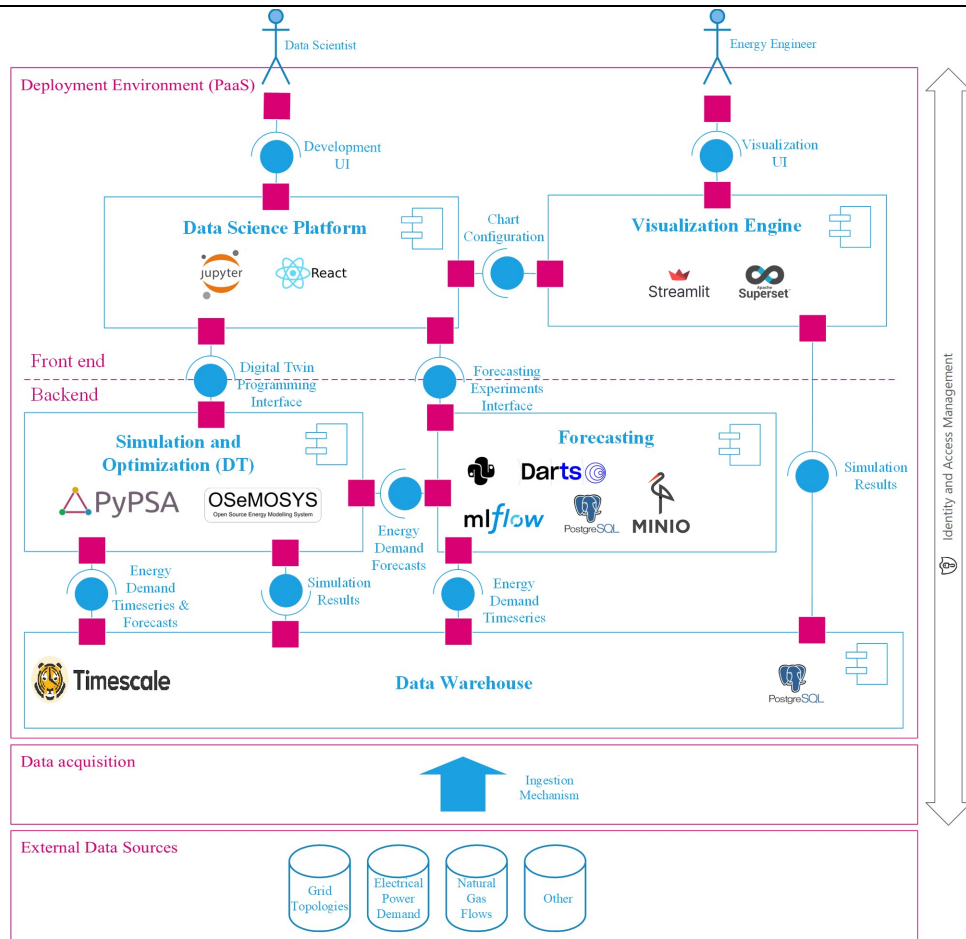 Data Scientist
Energy Engineer
Deployment Environment (PaaS)
Development
UI
Visualization
UI
Data Science Platform
jupyter
React
Chart
Configuration
Visualization Engine
Streamlit
Apache
Superset
Front end
Backend
Digital Twin
Programming
Interface
Forecasting
Experiments
Interface
Simulation and
Optimization (DT)
PyPSA
OSeMOSYS
Open Source Energy Modelling System
Energy
Demand
Forecasts
Forecasting
Darts
mlflow
PostgreSQL
MINIO
Simulation
Results
Energy
Demand
Timeseries &
Forecasts
Simulation
Results
Energy
Demand
Timeseries
Timescale
Data Warehouse
PostgreSQL
Identity and Access Management
Data acquisition
Ingestion
Mechanism
External Data Sources
Grid
Topologies
Electrical
Power
Demand
Natural
Gas
Flows
Other